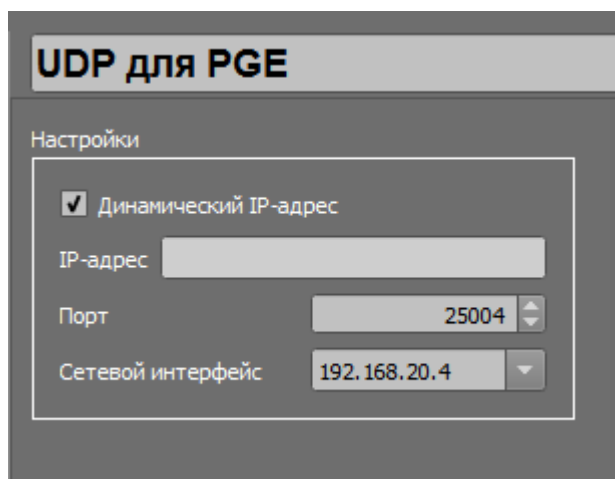 UDP для PGE
Настройки
Динамический IP-адрес
IP-адрес
Порт 25004
Сетевой интерфейс 192.168.20.4